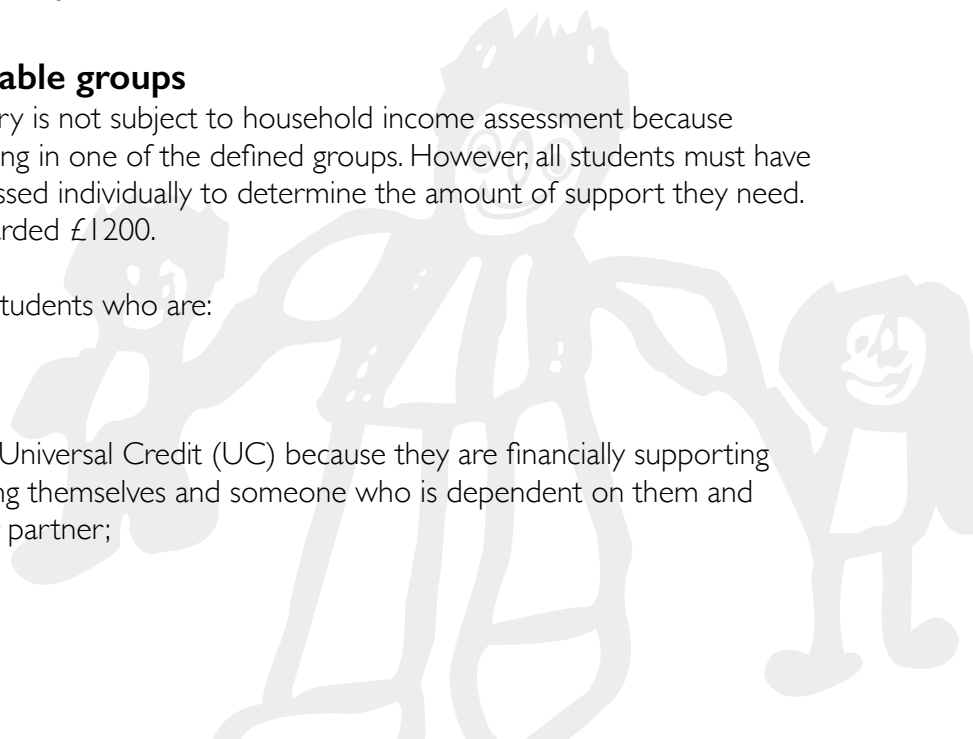 able groups
ry is not subject to household income assessment because
ng in one of the defined groups. However, all students must have
ssed individually to determine the amount of support they need.
rded £1200.
tudents who are:
Universal Credit (UC) because they are financially supporting
ng themselves and someone who is dependent on them and
partner;